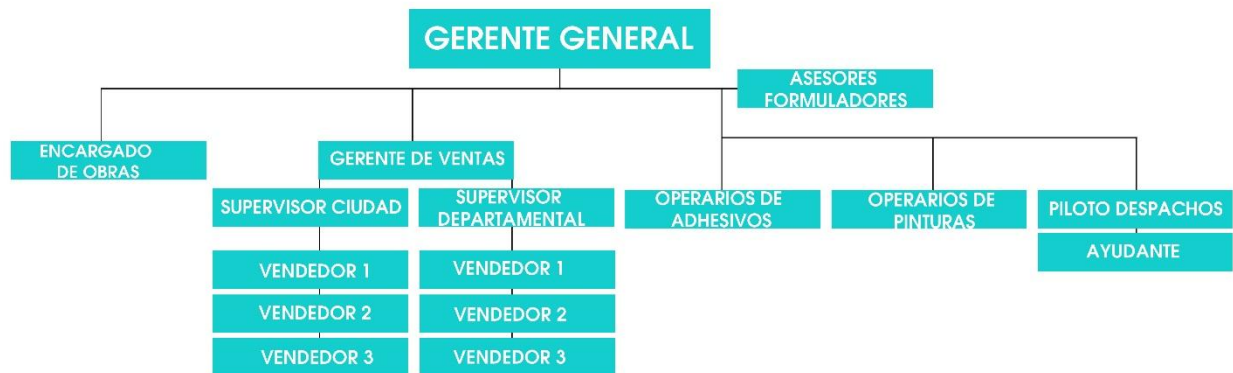 GERENTE GENERAL
ASESORES
FORMULADORES
ENCARGADO
DE OBRAS
GERENTE DE VENTAS
SUPERVISOR CIUDAD
SUPERVISOR
DEPARTAMENTAL
OPERARIOS DE
ADHESIVOS
OPERARIOS DE
PINTURAS
PILOTO DESPACHOS
AYUDANTE
VENDEDOR 1
VENDEDOR 2
VENDEDOR 3
VENDEDOR 1
VENDEDOR 2
VENDEDOR 3